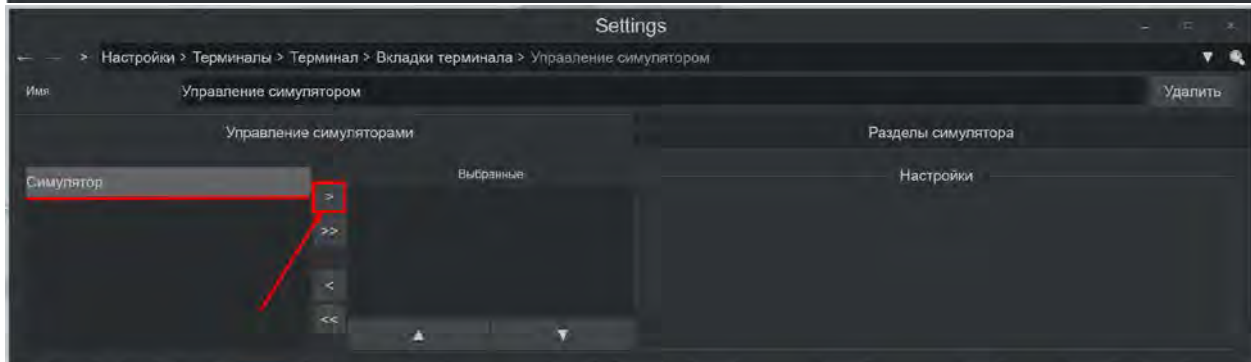 Settings
Настройки > Терминалы > Терминал > Вкладки терминала > Управление симулятором
Имя Управление симулятором Удалить
Управление симуляторами Разделы симулятора
Симулятор Выбранные Настройки
>
>>
<
<<